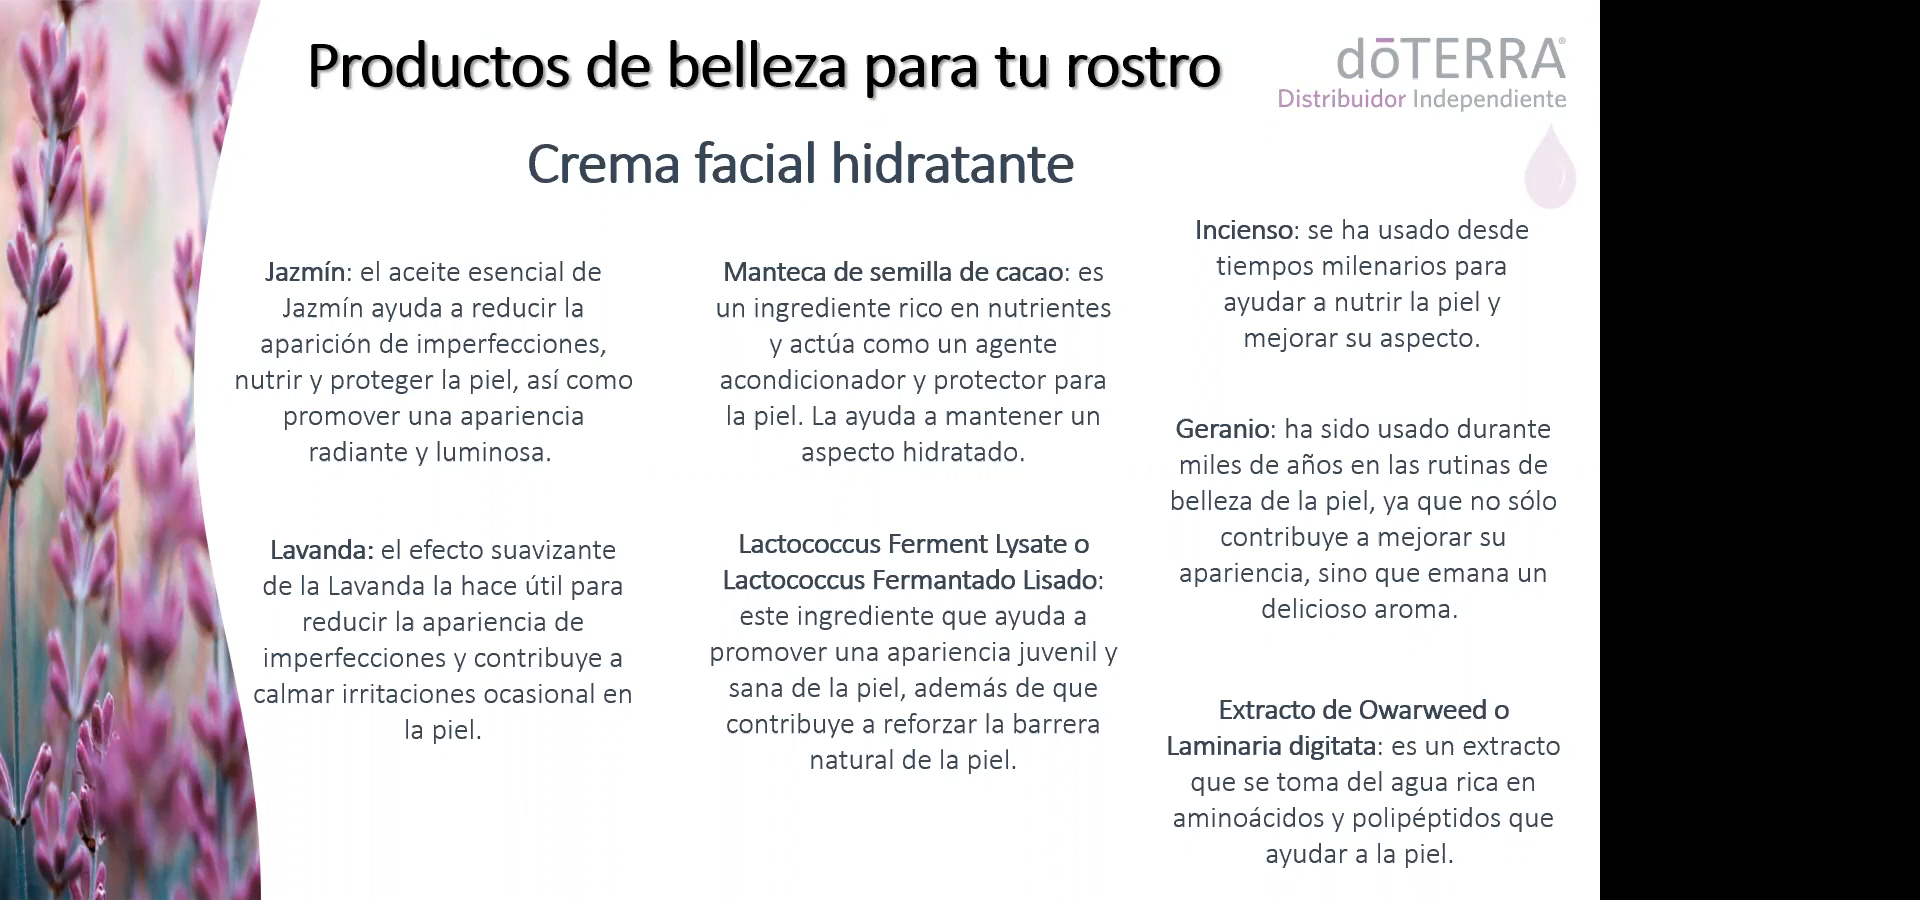 Productos de belleza para tu rostro
dōTERRA®
Distribuidor Independiente
Crema facial hidratante
Jazmín: el aceite esencial de
Jazmín ayuda a reducir la
aparición de imperfecciones,
nutrir y proteger la piel, así como
promover una apariencia
radiante y luminosa.
Lavanda: el efecto suavizante
de la Lavanda la hace útil para
reducir la apariencia de
imperfecciones y contribuye a
calmar irritaciones ocasional en
la piel.
Manteca de semilla de cacao: es
un ingrediente rico en nutrientes
y actúa como un agente
acondicionador y protector para
la piel. La ayuda a mantener un
aspecto hidratado.
Lactococcus Ferment Lysate o
Lactococcus Fermantado Lisado:
este ingrediente que ayuda a
promover una apariencia juvenil y
sana de la piel, además de que
contribuye a reforzar la barrera
natural de la piel.
Incienso: se ha usado desde
tiempos milenarios para
ayudar a nutrir la piel y
mejorar su aspecto.
Geranio: ha sido usado durante
miles de años en las rutinas de
belleza de la piel, ya que no sólo
contribuye a mejorar su
apariencia, sino que emana un
delicioso aroma.
Extracto de Owarweed o
Laminaria digitata: es un extracto
que se toma del agua rica en
aminoácidos y polipéptidos que
ayudar a la piel.